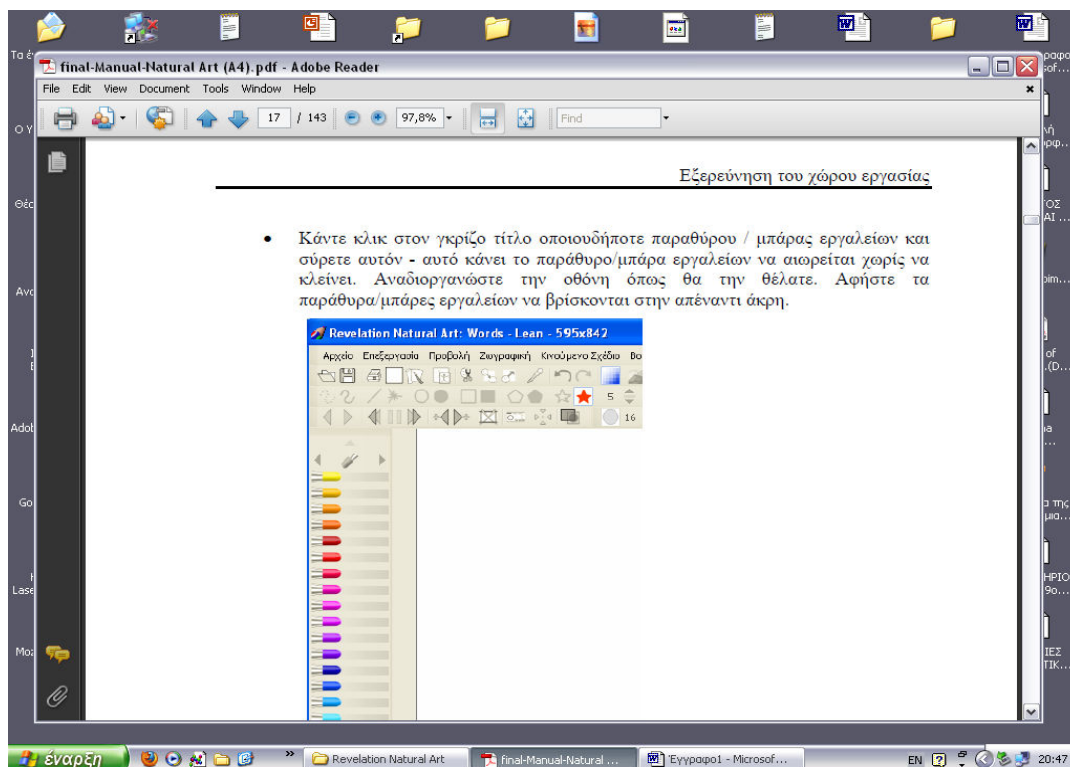 final-Manual-Natural Art (A4).pdf - Adobe Reader
File Edit View Document Tools Window Help
17 / 143 97,8% Find
Εξερεύνηση του χώρου εργασίας
• Κάντε κλικ στον γκρίζο τίτλο οποιουδήποτε παραθύρου / μπάρας εργαλείων και
σύρετε αυτόν - αυτό κάνει το παράθυρο/μπάρα εργαλείων να αιωρείται χωρίς να
κλείνει. Αναδιοργανώστε την οθόνη όπως θα την θέλατε. Αφήστε τα
παράθυρα/μπάρες εργαλείων να βρίσκονται στην απέναντι άκρη.
Revelation Natural Art: Words - Lean - 595x842
Αρχείο Επεξεργασία Προβολή Ζωγραφική Κινούμενο Σχέδιο Βο
5
16
έναρξη » Revelation Natural Art final-Manual-Natural ... Έγγραφο1 - Microsof... EN 20:47